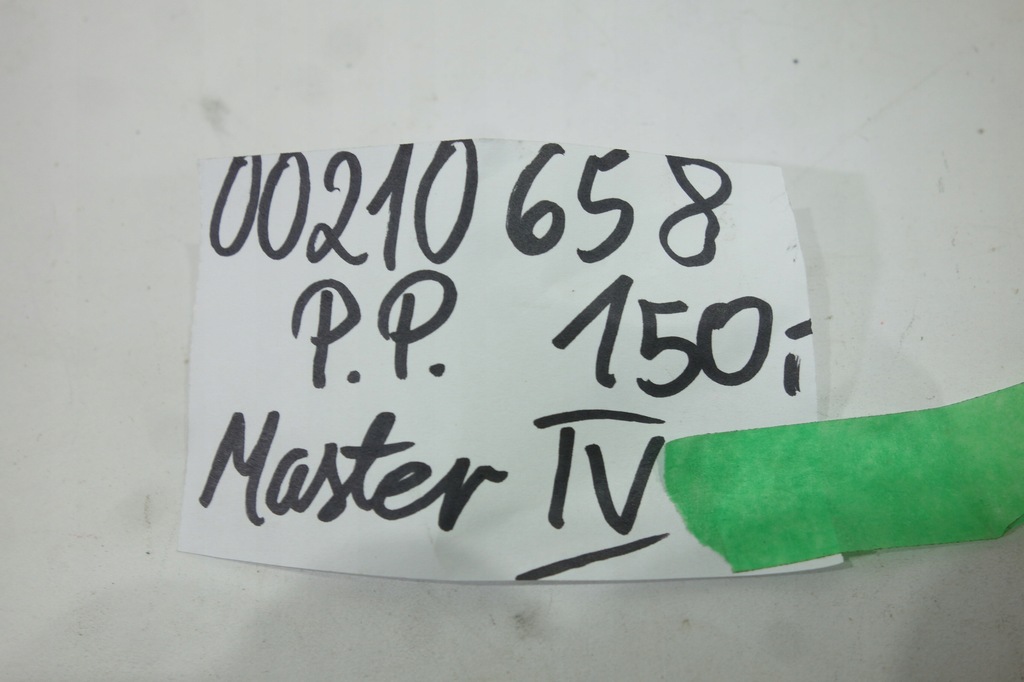 00210 658
P.P. 150,-
Master IV